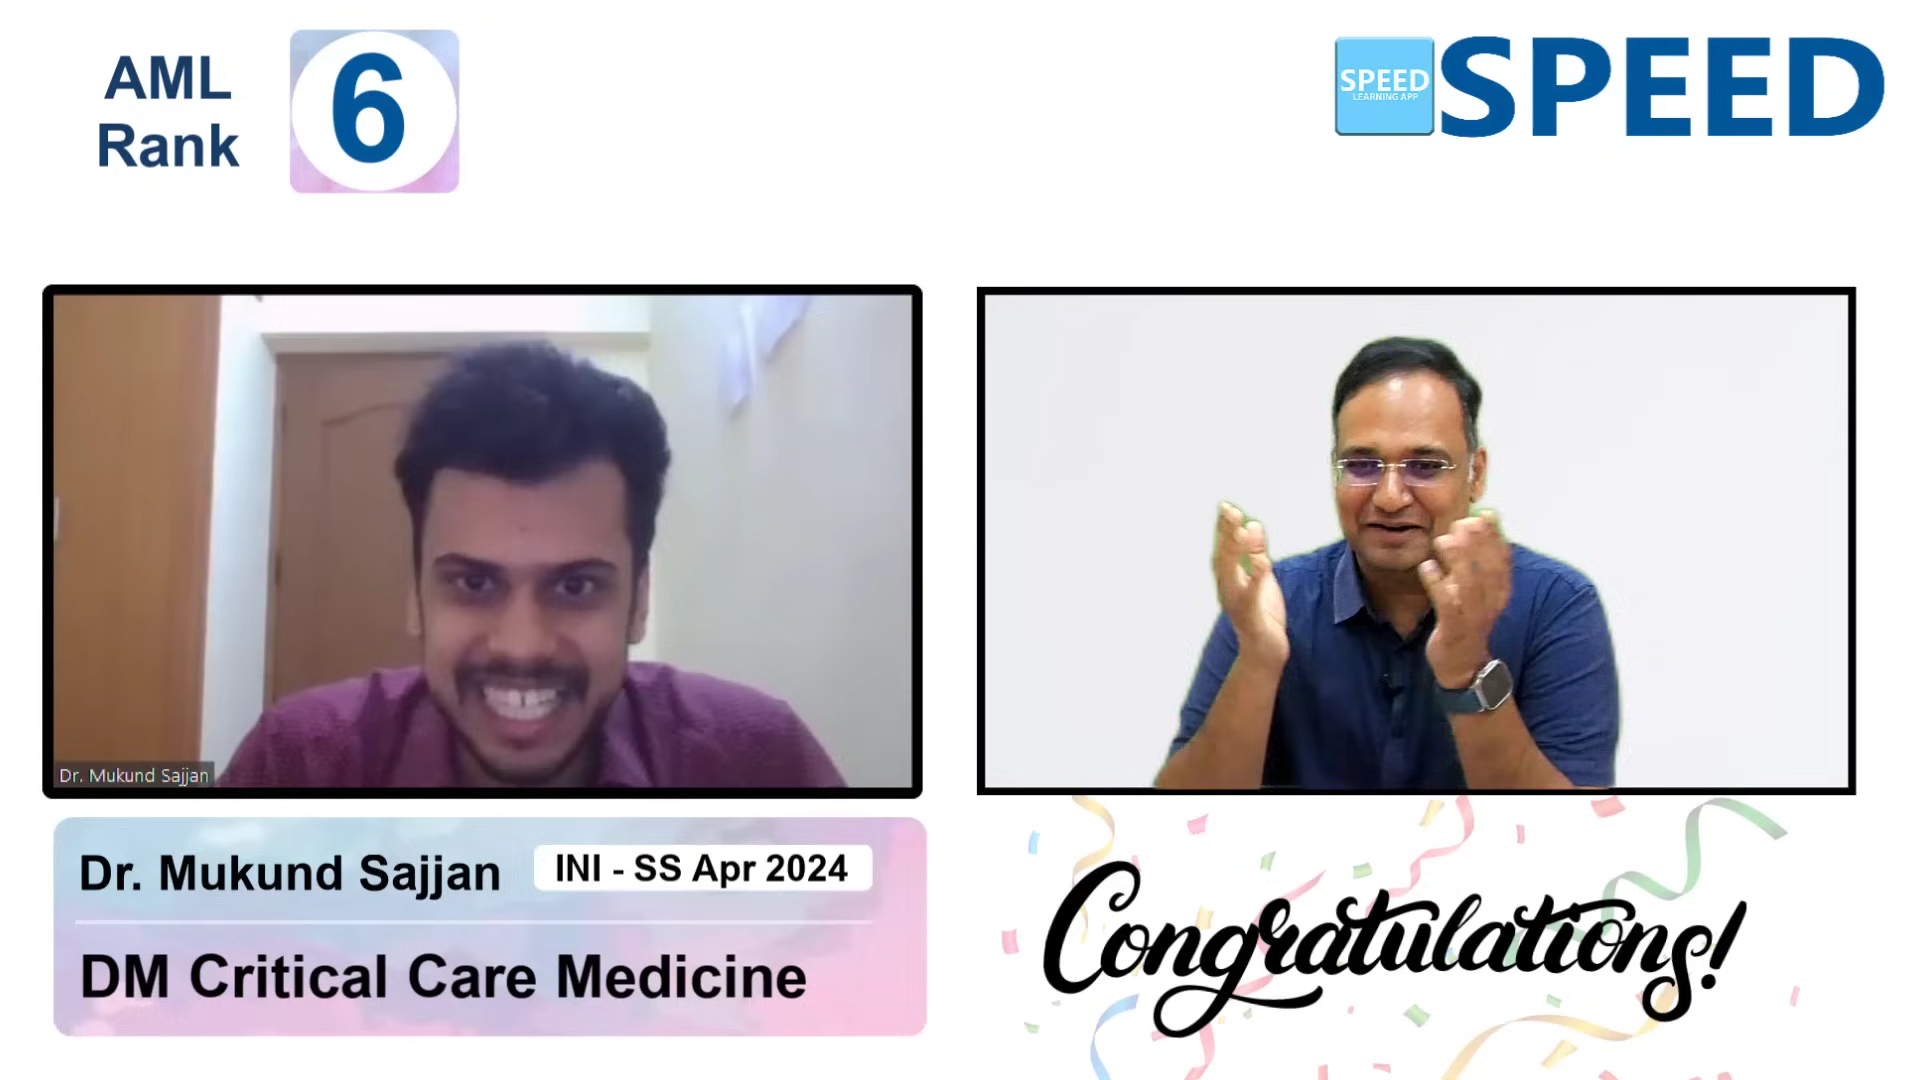 AML
Rank
6
SPEED
LEARNING APP
SPEED
Dr. Mukund Sajjan
Dr. Mukund Sajjan
INI - SS Apr 2024
DM Critical Care Medicine
Congratulations!